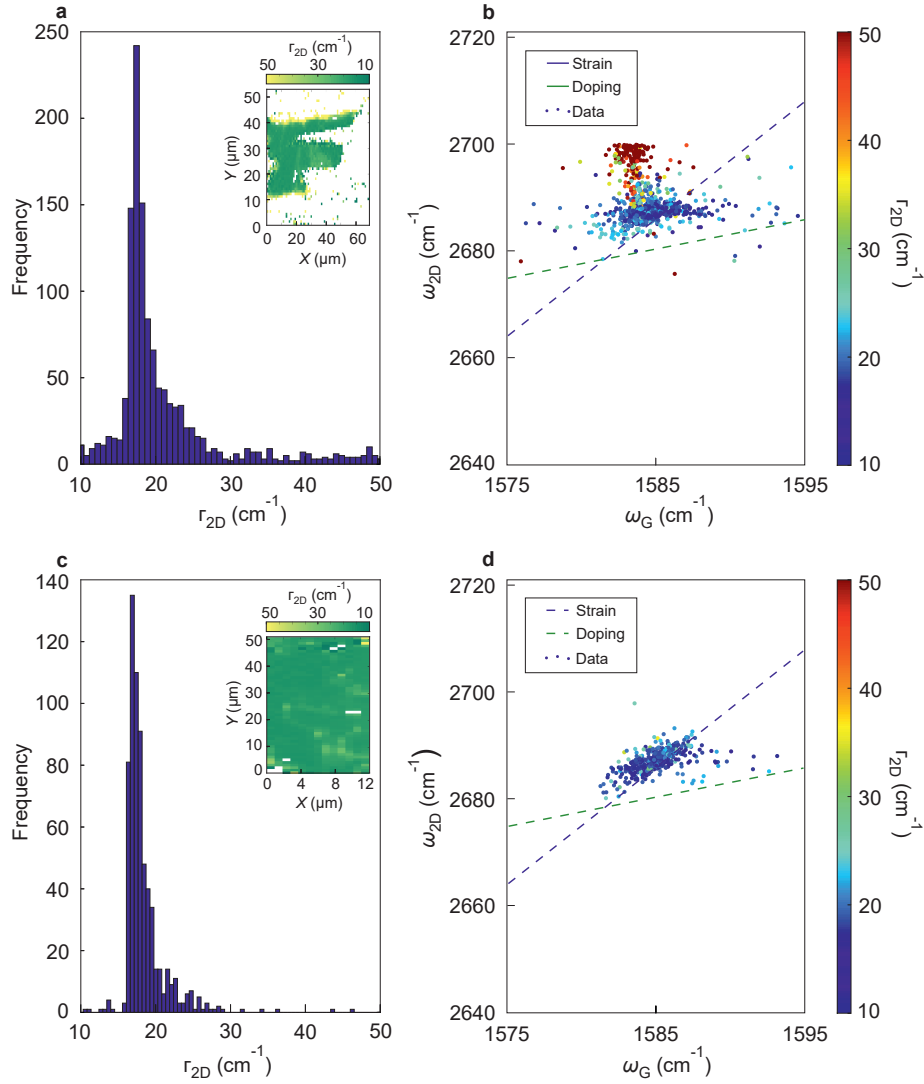 a
250
200
150
100
50
0
Frequency
10 20 30 40 50
Γ2D (cm-1)
Γ2D (cm-1)
50 30 10
50
40
30
20
10
0
Y (µm)
0 20 40 60
X (µm)
b
2720
2700
2680
2660
2640
ω2D (cm-1)
1575 1585 1595
ωG (cm-1)
Strain
Doping
Data
50
40
30
20
10
Γ2D (cm-1)
c
140
120
100
80
60
40
20
0
Frequency
10 20 30 40 50
Γ2D (cm-1)
Γ2D (cm-1)
50 30 10
50
40
30
20
10
0
Y (µm)
0 4 8 12
X (µm)
d
2720
2700
2680
2660
2640
ω2D (cm-1)
1575 1585 1595
ωG (cm-1)
Strain
Doping
Data
50
40
30
20
10
Γ2D (cm-1)